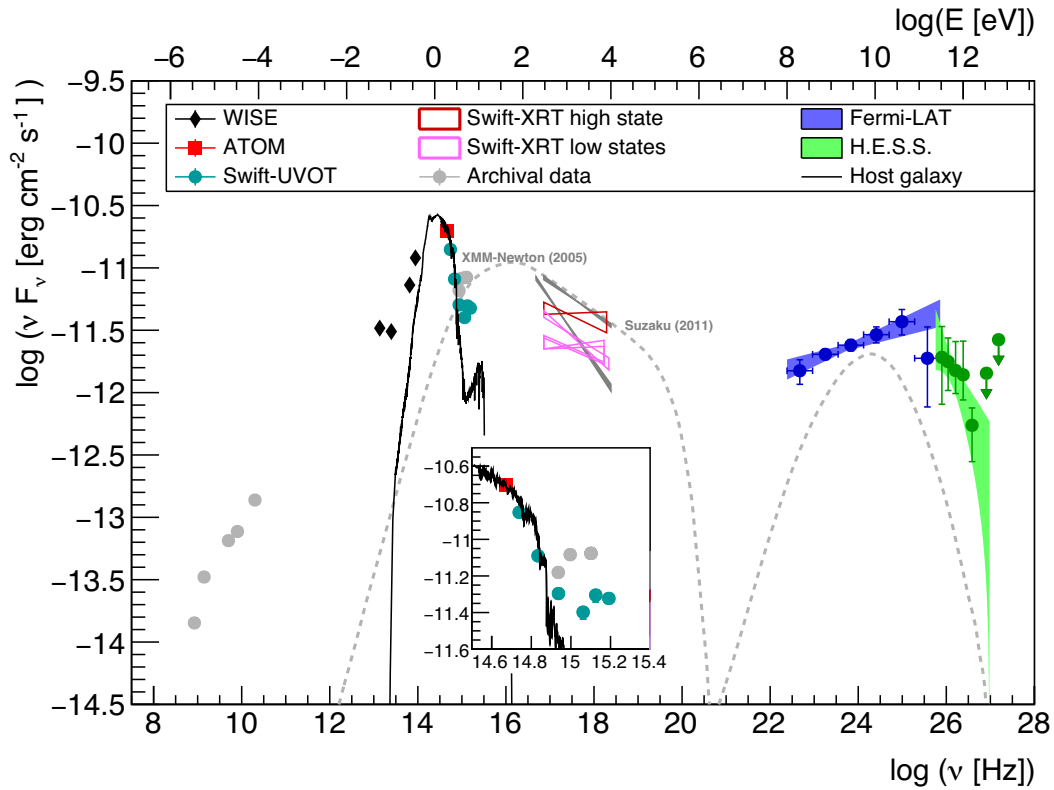 log(E [eV])
−6 −4 −2 0 2 4 6 8 10 12
log (ν Fν [erg cm-2 s-1])
−9.5
−10
−10.5
−11
−11.5
−12
−12.5
−13
−13.5
−14
−14.5
WISE
ATOM
Swift-UVOT
Swift-XRT high state
Swift-XRT low states
Archival data
Fermi-LAT
H.E.S.S.
Host galaxy
XMM-Newton (2005)
Suzaku (2011)
−10.6
−10.8
−11
−11.2
−11.4
−11.6
14.6 14.8 15 15.2 15.4
8 10 12 14 16 18 20 22 24 26 28
log (ν [Hz])